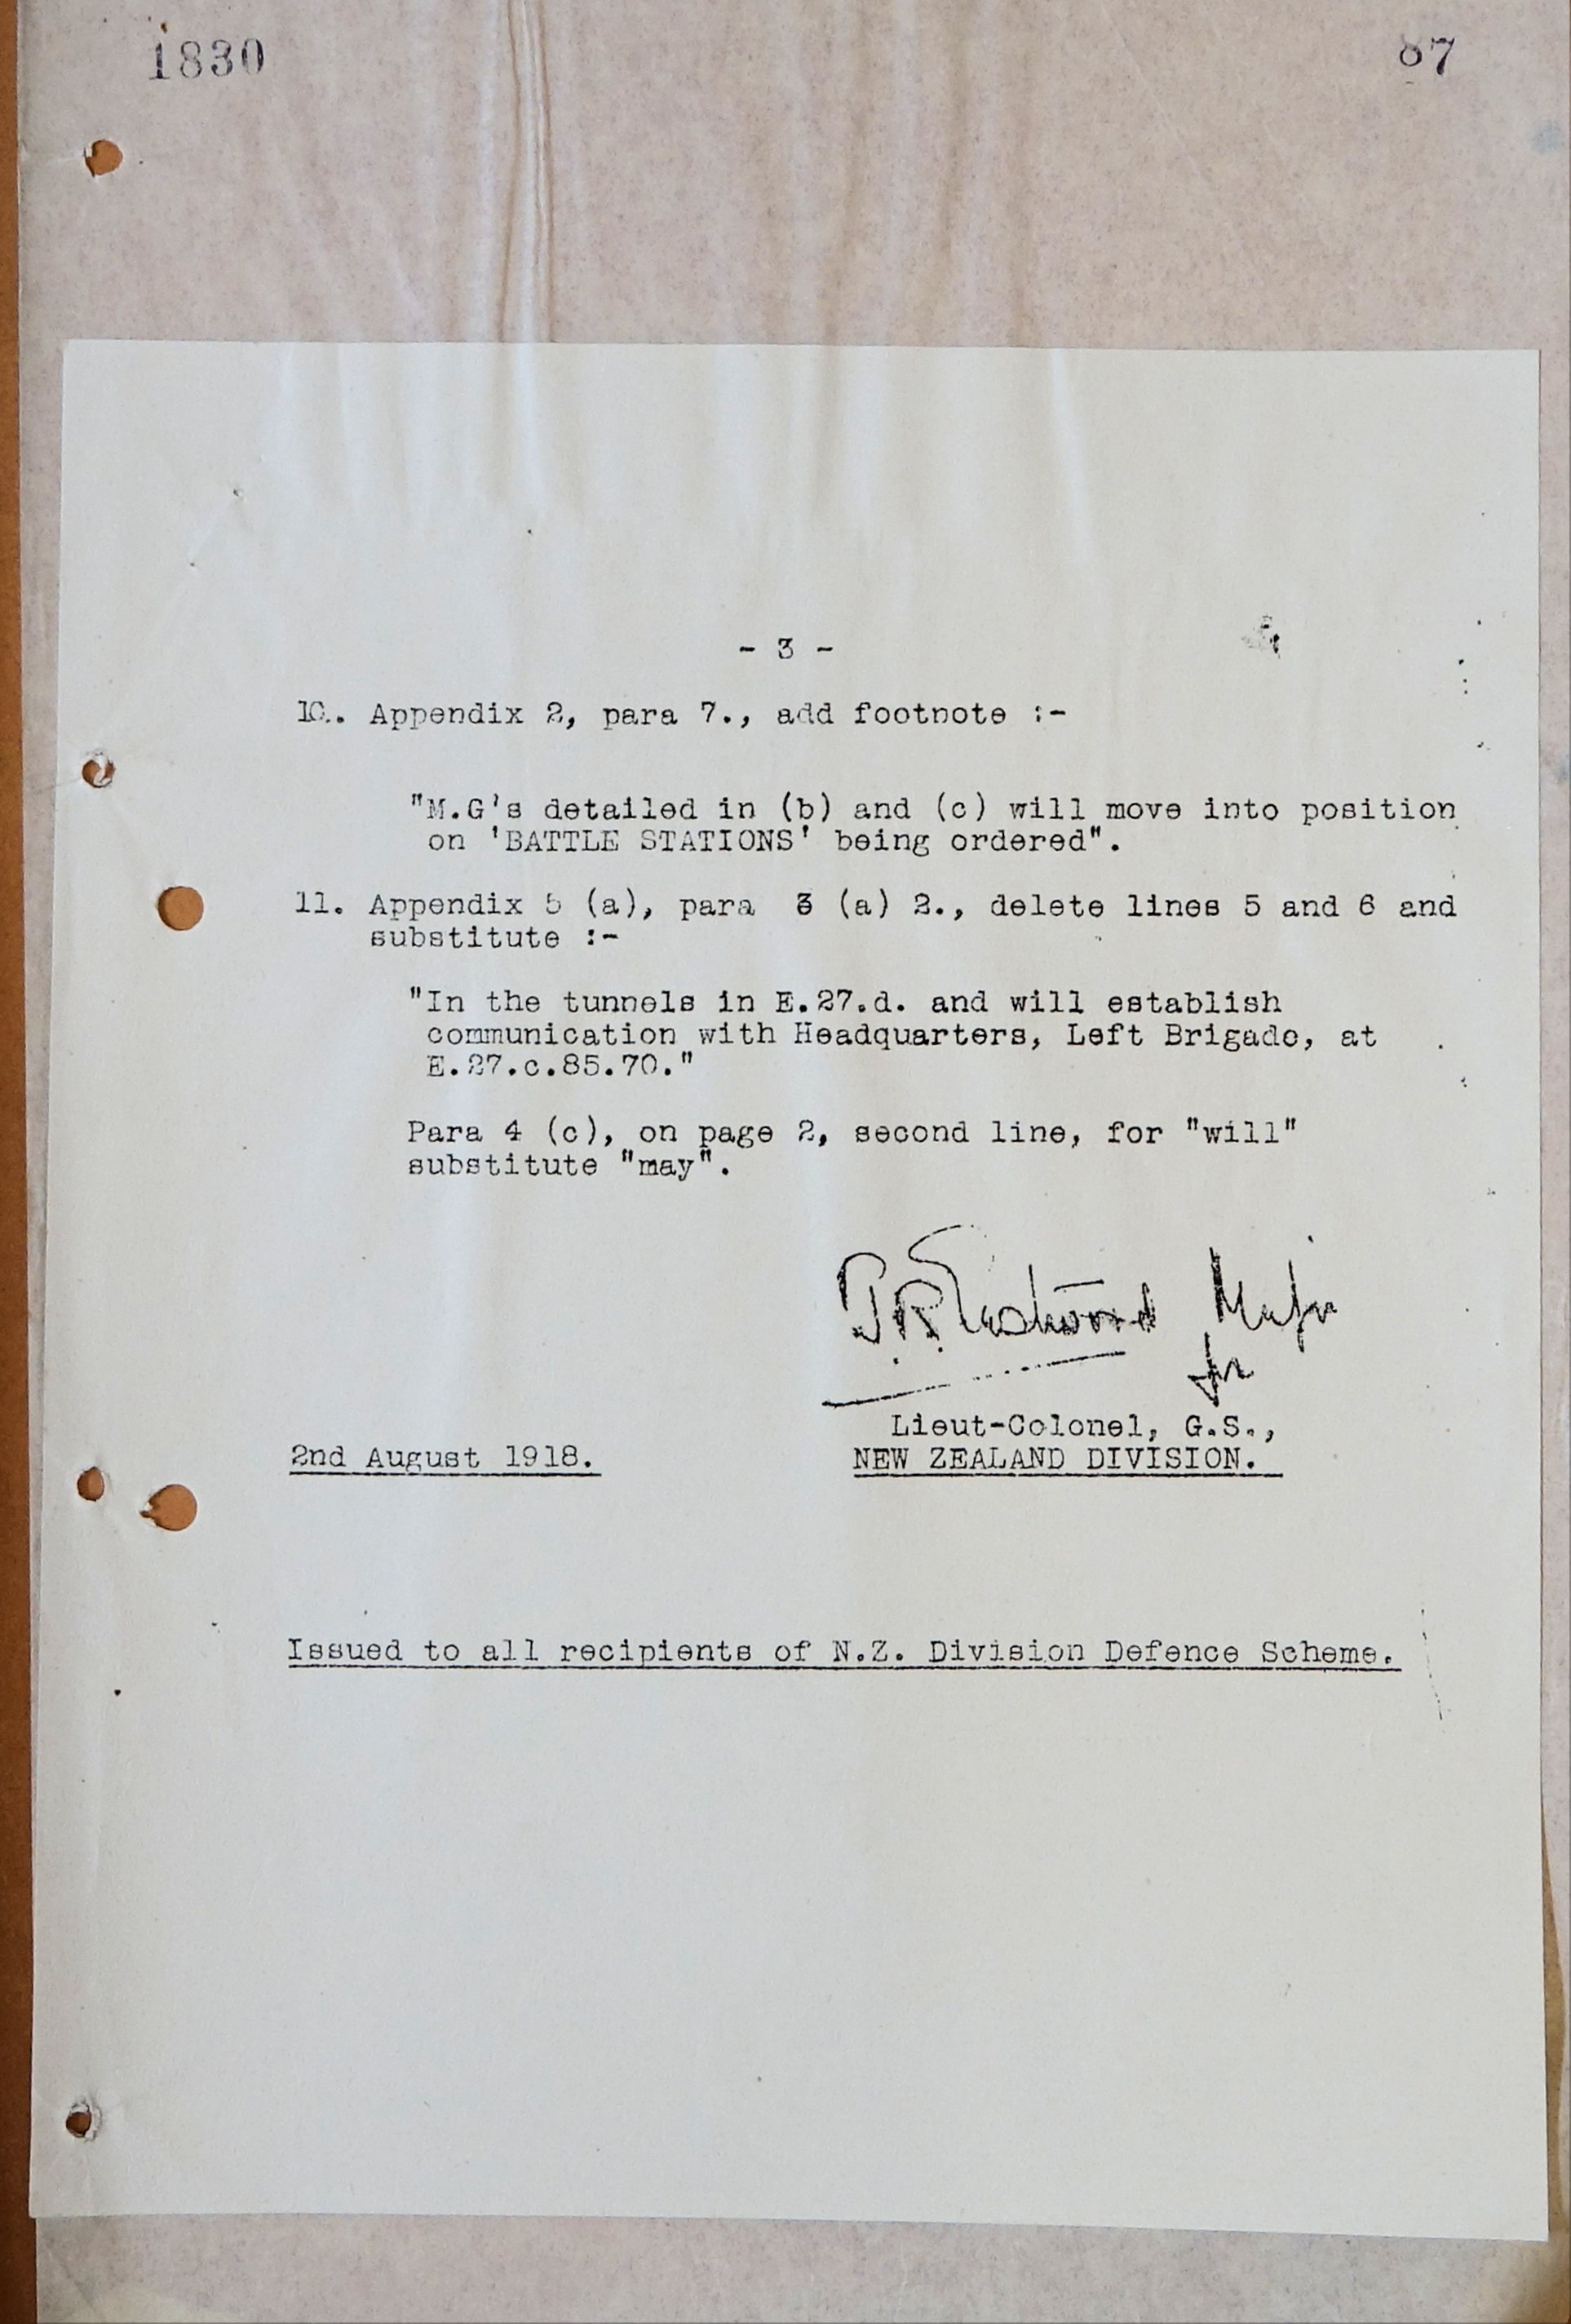 1830
87
- 3 -
10. Appendix 2, para 7., add footnote :-
"M.G's detailed in (b) and (c) will move into position
on 'BATTLE STATIONS' being ordered".
11. Appendix 5 (a), para 3 (a) 2., delete lines 5 and 6 and
substitute :-
"In the tunnels in E.27.d. and will establish
communication with Headquarters, Left Brigade, at
E.27.c.85.70."
Para 4 (c), on page 2, second line, for "will"
substitute "may".
Eastwood Major
for
Lieut-Colonel, G.S.,
2nd August 1918.
NEW ZEALAND DIVISION.
Issued to all recipients of N.Z. Division Defence Scheme.